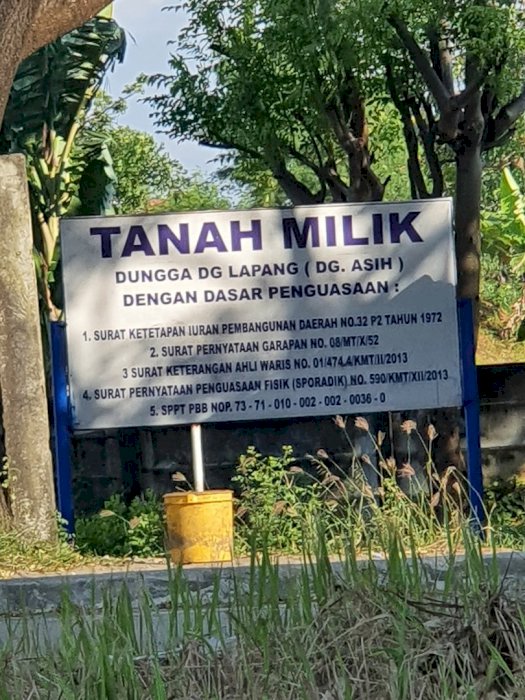 TANAH MILIK
DUNGGA DG LAPANG ( DG. ASIH )
DENGAN DASAR PENGUASAAN :
1. SURAT KETETAPAN IURAN PEMBANGUNAN DAERAH NO.32 P2 TAHUN 1972
2. SURAT PERNYATAAN GARAPAN NO. 08/MT/X/52
3 SURAT KETERANGAN AHLI WARIS NO. 01/474.4/KMT/II/2013
4. SURAT PERNYATAAN PENGUASAAN FISIK (SPORADIK) NO. 590/KMT/XII/2013
5. SPPT PBB NOP. 73 - 71 - 010 - 002 - 002 - 0036 - 0